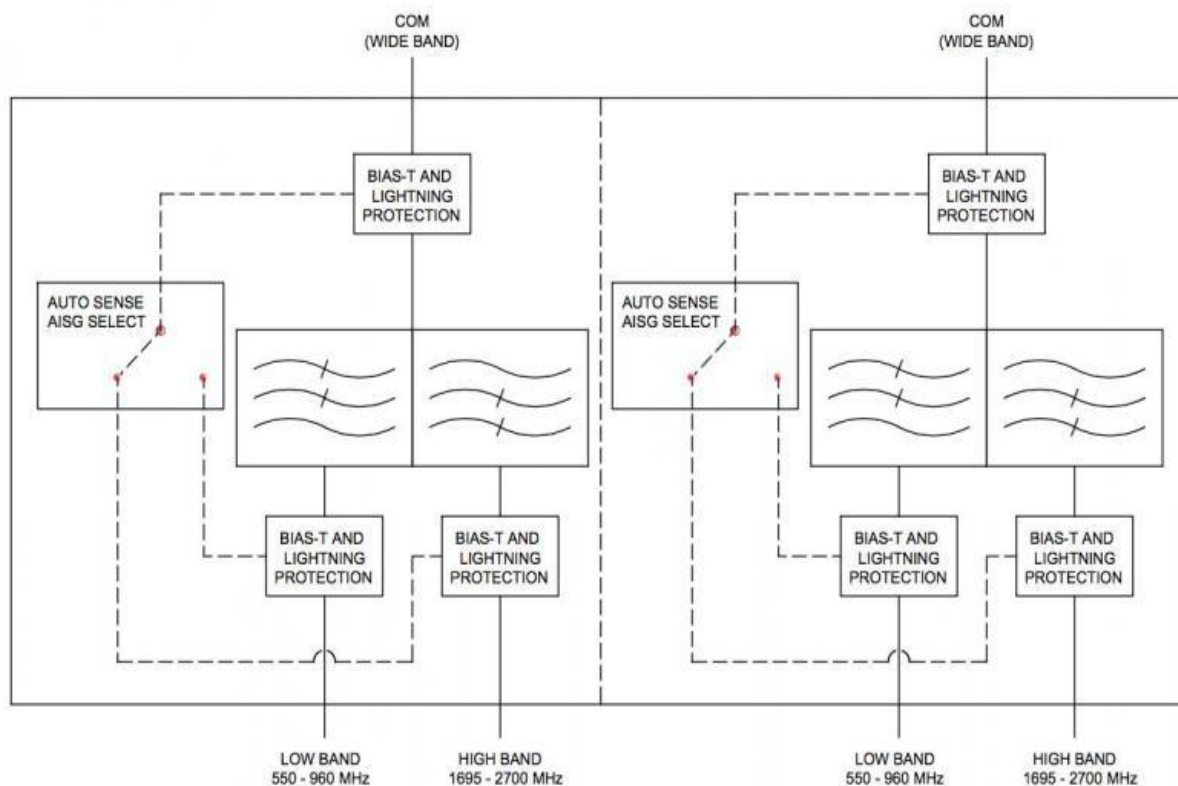 COM
(WIDE BAND)
COM
(WIDE BAND)
BIAS-T AND
LIGHTNING
PROTECTION
BIAS-T AND
LIGHTNING
PROTECTION
AUTO SENSE
AISG SELECT
AUTO SENSE
AISG SELECT
BIAS-T AND
LIGHTNING
PROTECTION
BIAS-T AND
LIGHTNING
PROTECTION
BIAS-T AND
LIGHTNING
PROTECTION
BIAS-T AND
LIGHTNING
PROTECTION
LOW BAND
550 - 960 MHz
HIGH BAND
1695 - 2700 MHz
LOW BAND
550 - 960 MHz
HIGH BAND
1695 - 2700 MHz